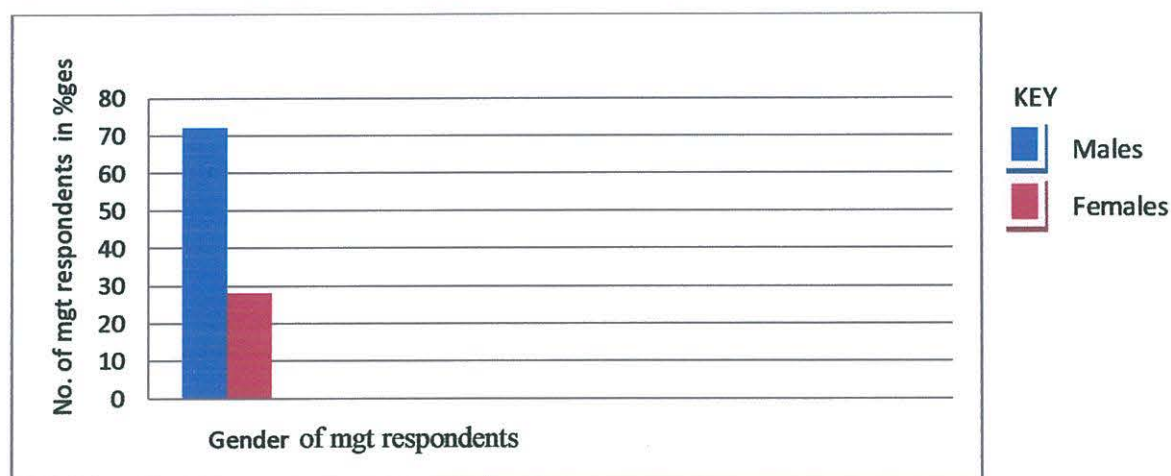 No. of mgt respondents in %ges
80
70
60
50
40
30
20
10
0
Gender of mgt respondents
KEY
Males
Females